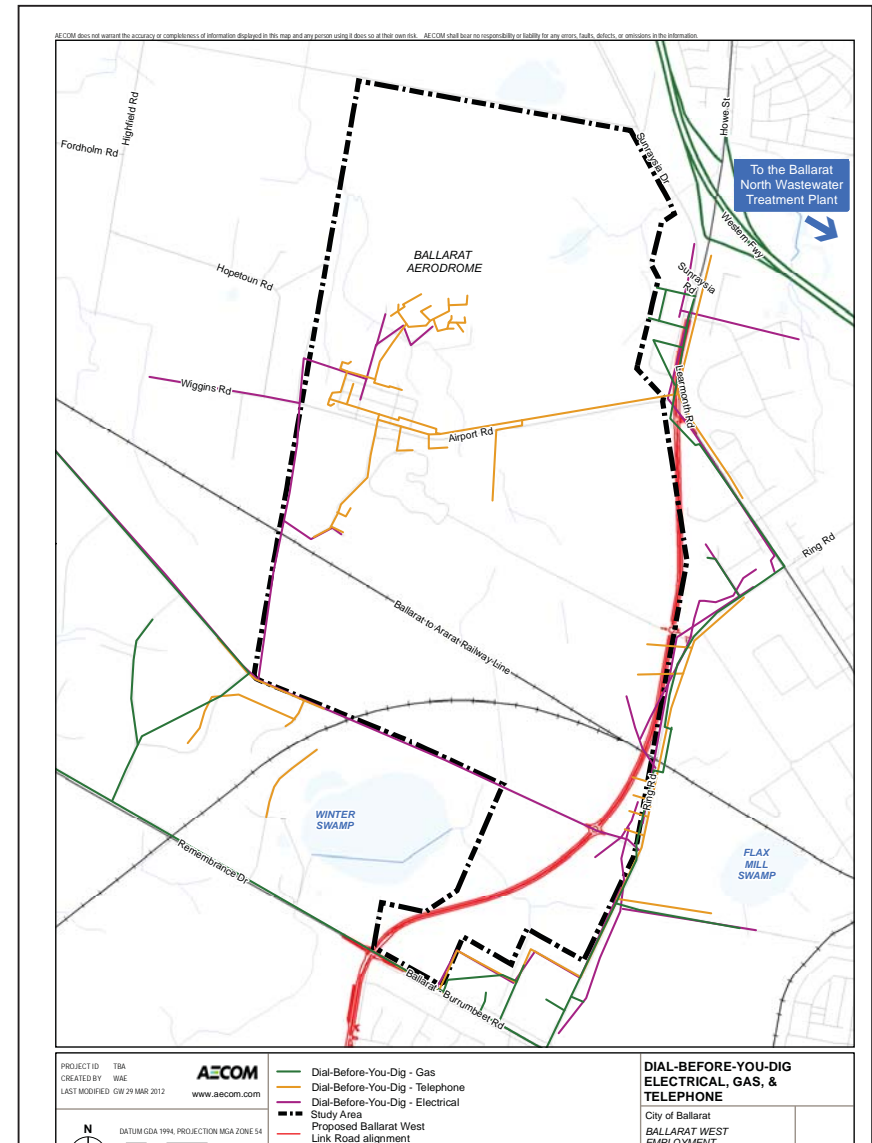 AECOM does not warrant the accuracy or completeness of information displayed in this map and any person using it does so at their own risk. AECOM shall bear no responsibility or liability for any errors, faults, defects, or omissions in the information.
Highfield Rd
Fordholm Rd
Sunraysia Dr
Howe St
To the Ballarat
North Wastewater
Treatment Plant
Western Fwy
BALLARAT
AERODROME
Hopetoun Rd
Sunraysia
Rd
Wiggins Rd
Learmonth Rd
Airport Rd
Ring Rd
Ballarat to Ararat Railway Line
WINTER
SWAMP
Ring Rd
Remembrance Dr
FLAX
MILL
SWAMP
Ballarat - Burrumbeet Rd
PROJECT ID TBA
CREATED BY WAE
LAST MODIFIED GW 29 MAR 2012
AECOM
www.aecom.com
N
DATUM GDA 1994, PROJECTION MGA ZONE 54
Dial-Before-You-Dig - Gas
Dial-Before-You-Dig - Telephone
Dial-Before-You-Dig - Electrical
Study Area
Proposed Ballarat West
Link Road alignment
DIAL-BEFORE-YOU-DIG
ELECTRICAL, GAS, &
TELEPHONE
City of Ballarat
BALLARAT WEST
EMPLOYMENT